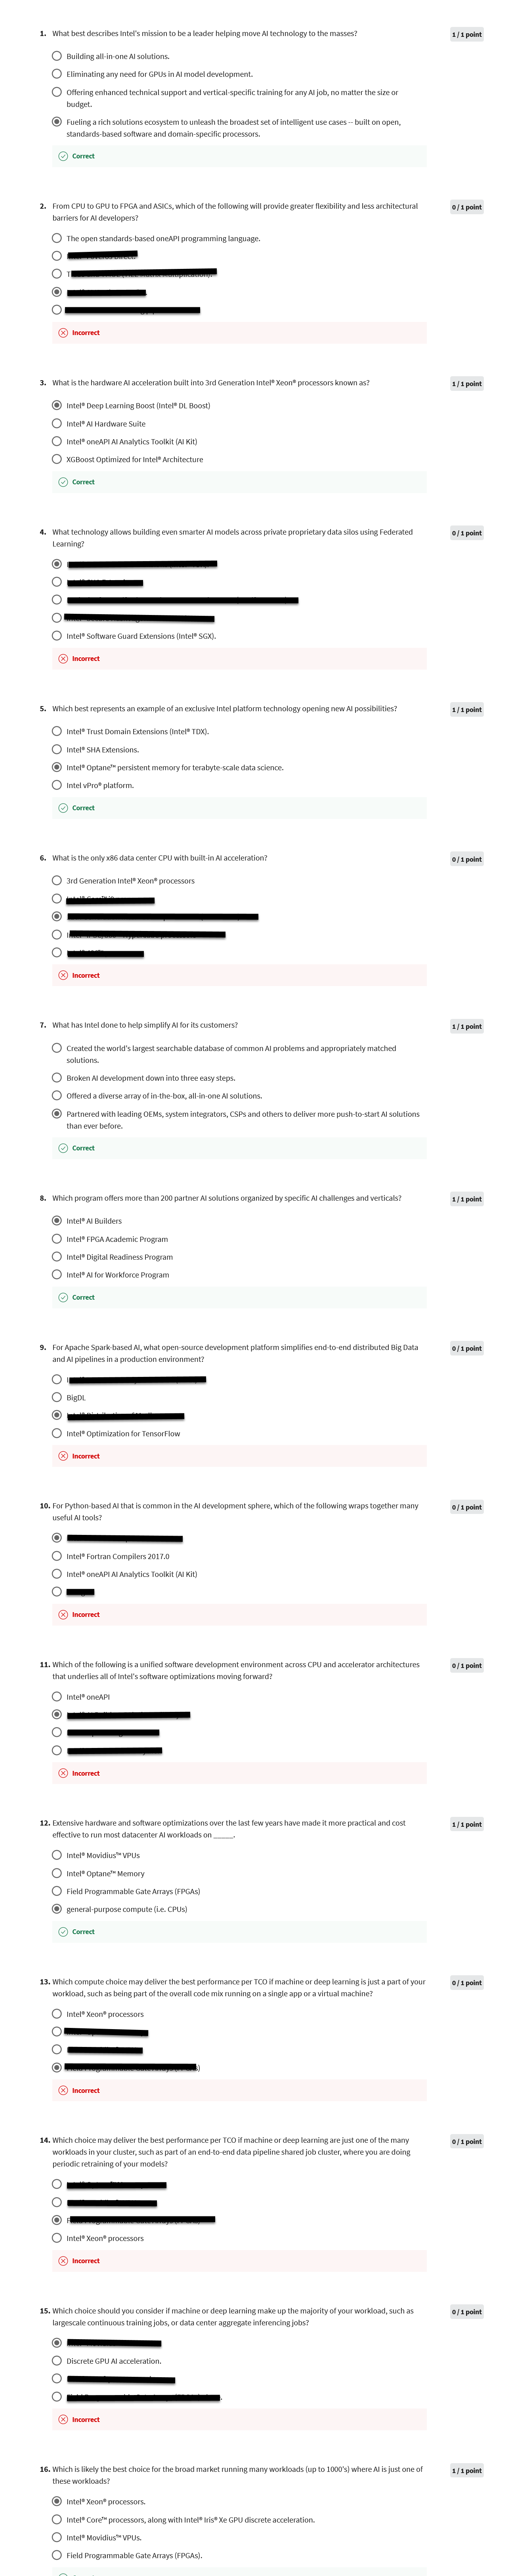 1. What best describes Intel's mission to be a leader helping move AI technology to the masses?
1 / 1 point
Building all-in-one AI solutions.
Eliminating any need for GPUs in AI model development.
Offering enhanced technical support and vertical-specific training for any AI job, no matter the size or
budget.
Fueling a rich solutions ecosystem to unleash the broadest set of intelligent use cases -- built on open,
standards-based software and domain-specific processors.
Correct
2. From CPU to GPU to FPGA and ASICs, which of the following will provide greater flexibility and less architectural
barriers for AI developers?
0 / 1 point
The open standards-based oneAPI programming language.
Incorrect
3. What is the hardware AI acceleration built into 3rd Generation Intel® Xeon® processors known as?
1 / 1 point
Intel® Deep Learning Boost (Intel® DL Boost)
Intel® AI Hardware Suite
Intel® oneAPI AI Analytics Toolkit (AI Kit)
XGBoost Optimized for Intel® Architecture
Correct
4. What technology allows building even smarter AI models across private proprietary data silos using Federated
Learning?
0 / 1 point
Intel® Software Guard Extensions (Intel® SGX).
Incorrect
5. Which best represents an example of an exclusive Intel platform technology opening new AI possibilities?
1 / 1 point
Intel® Trust Domain Extensions (Intel® TDX).
Intel® SHA Extensions.
Intel® Optane™ persistent memory for terabyte-scale data science.
Intel vPro® platform.
Correct
6. What is the only x86 data center CPU with built-in AI acceleration?
0 / 1 point
3rd Generation Intel® Xeon® processors
Incorrect
7. What has Intel done to help simplify AI for its customers?
1 / 1 point
Created the world's largest searchable database of common AI problems and appropriately matched
solutions.
Broken AI development down into three easy steps.
Offered a diverse array of in-the-box, all-in-one AI solutions.
Partnered with leading OEMs, system integrators, CSPs and others to deliver more push-to-start AI solutions
than ever before.
Correct
8. Which program offers more than 200 partner AI solutions organized by specific AI challenges and verticals?
1 / 1 point
Intel® AI Builders
Intel® FPGA Academic Program
Intel® Digital Readiness Program
Intel® AI for Workforce Program
Correct
9. For Apache Spark-based AI, what open-source development platform simplifies end-to-end distributed Big Data
and AI pipelines in a production environment?
0 / 1 point
BigDL
Intel® Optimization for TensorFlow
Incorrect
10. For Python-based AI that is common in the AI development sphere, which of the following wraps together many
useful AI tools?
0 / 1 point
Intel® Fortran Compilers 2017.0
Intel® oneAPI AI Analytics Toolkit (AI Kit)
Incorrect
11. Which of the following is a unified software development environment across CPU and accelerator architectures
that underlies all of Intel's software optimizations moving forward?
0 / 1 point
Intel® oneAPI
Incorrect
12. Extensive hardware and software optimizations over the last few years have made it more practical and cost
effective to run most datacenter AI workloads on _____.
1 / 1 point
Intel® Movidius™ VPUs
Intel® Optane™ Memory
Field Programmable Gate Arrays (FPGAs)
general-purpose compute (i.e. CPUs)
Correct
13. Which compute choice may deliver the best performance per TCO if machine or deep learning is just a part of your
workload, such as being part of the overall code mix running on a single app or a virtual machine?
0 / 1 point
Intel® Xeon® processors
Incorrect
14. Which choice may deliver the best performance per TCO if machine or deep learning are just one of the many
workloads in your cluster, such as part of an end-to-end data pipeline shared job cluster, where you are doing
periodic retraining of your models?
0 / 1 point
Intel® Xeon® processors
Incorrect
15. Which choice should you consider if machine or deep learning make up the majority of your workload, such as
largescale continuous training jobs, or data center aggregate inferencing jobs?
0 / 1 point
Discrete GPU AI acceleration.
Incorrect
16. Which is likely the best choice for the broad market running many workloads (up to 1000's) where AI is just one of
these workloads?
1 / 1 point
Intel® Xeon® processors.
Intel® Core™ processors, along with Intel® Iris® Xe GPU discrete acceleration.
Intel® Movidius™ VPUs.
Field Programmable Gate Arrays (FPGAs).